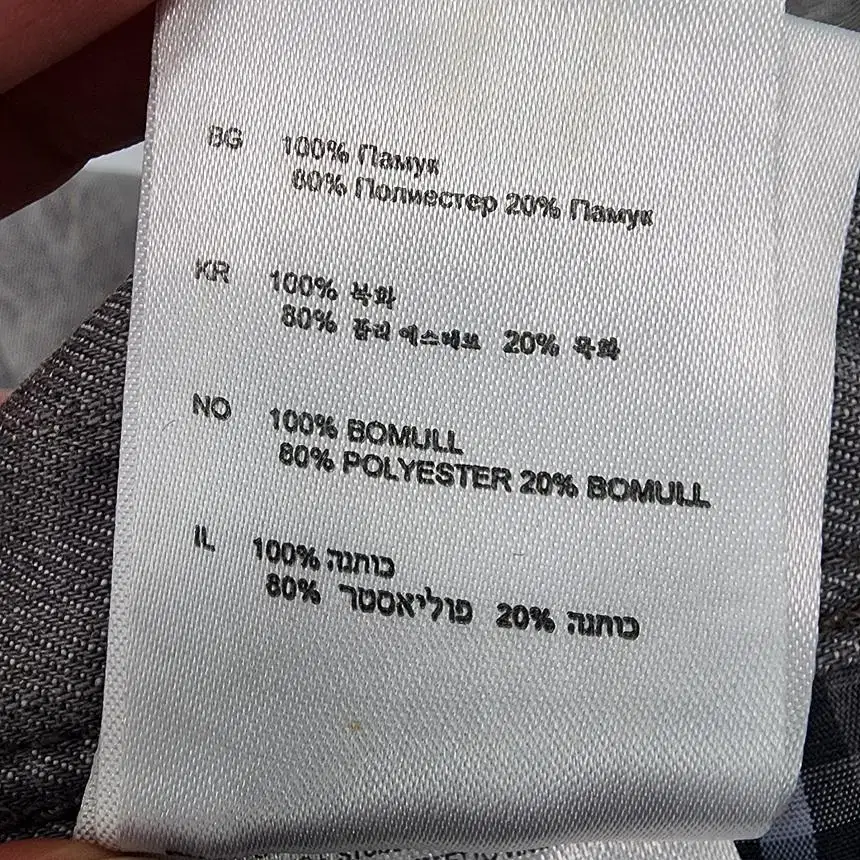 BG 100% Памук
80% Полиестер 20% Памук
KR 100% 목화
80% 폴리 에스테르 20% 목화
NO 100% BOMULL
80% POLYESTER 20% BOMULL
IL 100% כותנה
80% פוליאסטר 20% כותנה